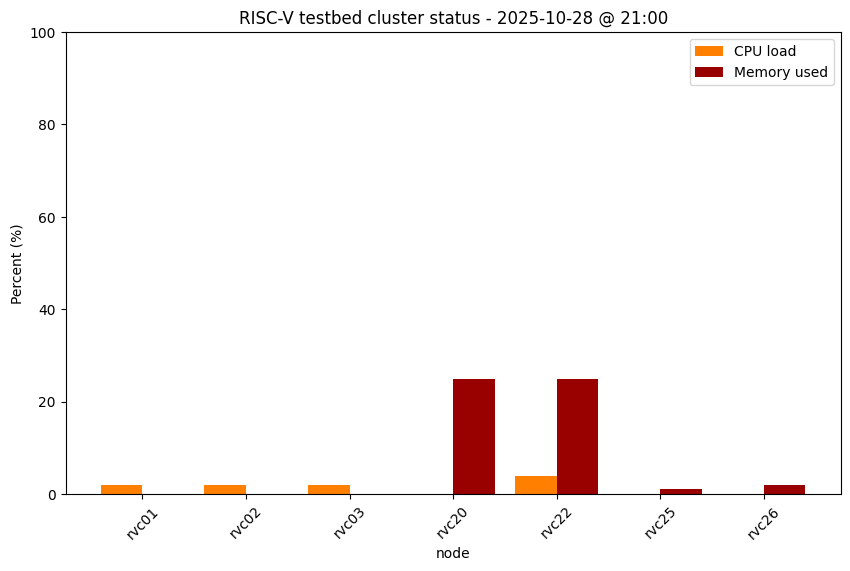 RISC-V testbed cluster status - 2025-10-28 @ 21:00
CPU load
Memory used
Percent (%)
100
80
60
40
20
0
rvc01
rvc02
rvc03
rvc20
rvc22
rvc25
rvc26
node